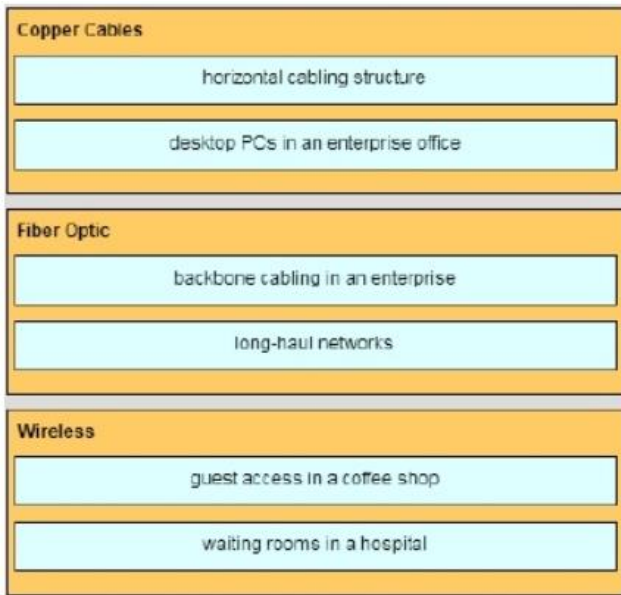 Copper Cables
horizontal cabling structure
desktop PCs in an enterprise office
Fiber Optic
backbone cabling in an enterprise
long-haul networks
Wireless
guest access in a coffee shop
waiting rooms in a hospital